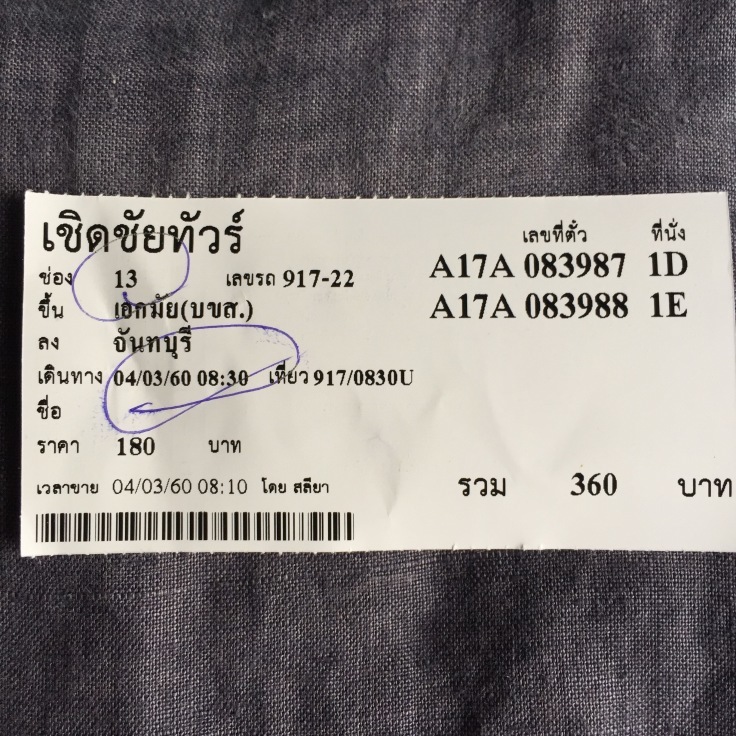 เชิดชัยทัวร์
เลขที่ตั๋ว ที่นั่ง
ช่อง 13 เลขรถ 917-22
A17A 083987 1D
ขึ้น เอกมัย(บขส.)
A17A 083988 1E
ลง จันทบุรี
เดินทาง 04/03/60 08:30 เที่ยว 917/0830U
ชื่อ
ราคา 180 บาท
เวลาขาย 04/03/60 08:10 โดย สลียา
รวม 360 บาท